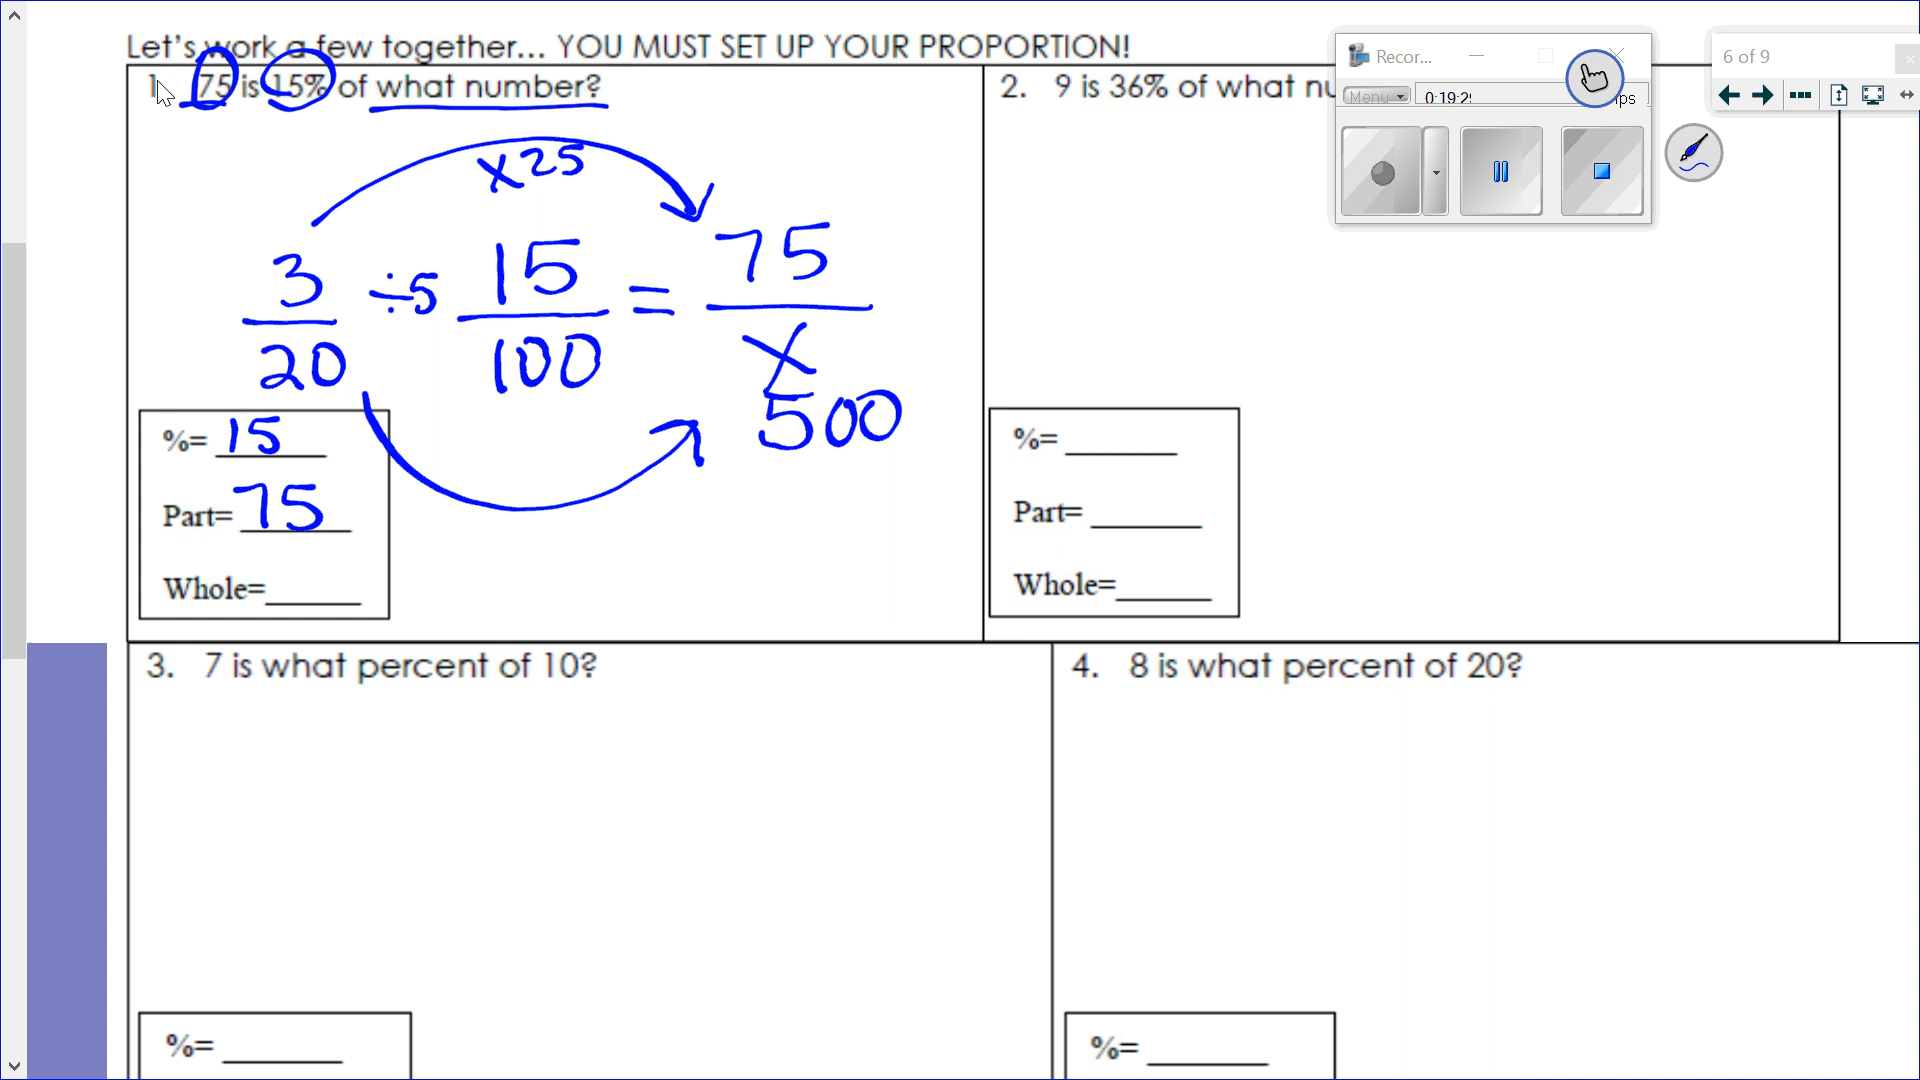 Let's work a few together... YOU MUST SET UP YOUR PROPORTION!
1. 75 is 15% of what number?
x25
3/20 ÷5 15/100 = 75/x
500
%= 15
Part= 75
Whole=
2. 9 is 36% of what
%=
Part=
Whole=
3. 7 is what percent of 10?
%=
4. 8 is what percent of 20?
%=
Recor...
Menu
0:19:2
6 of 9